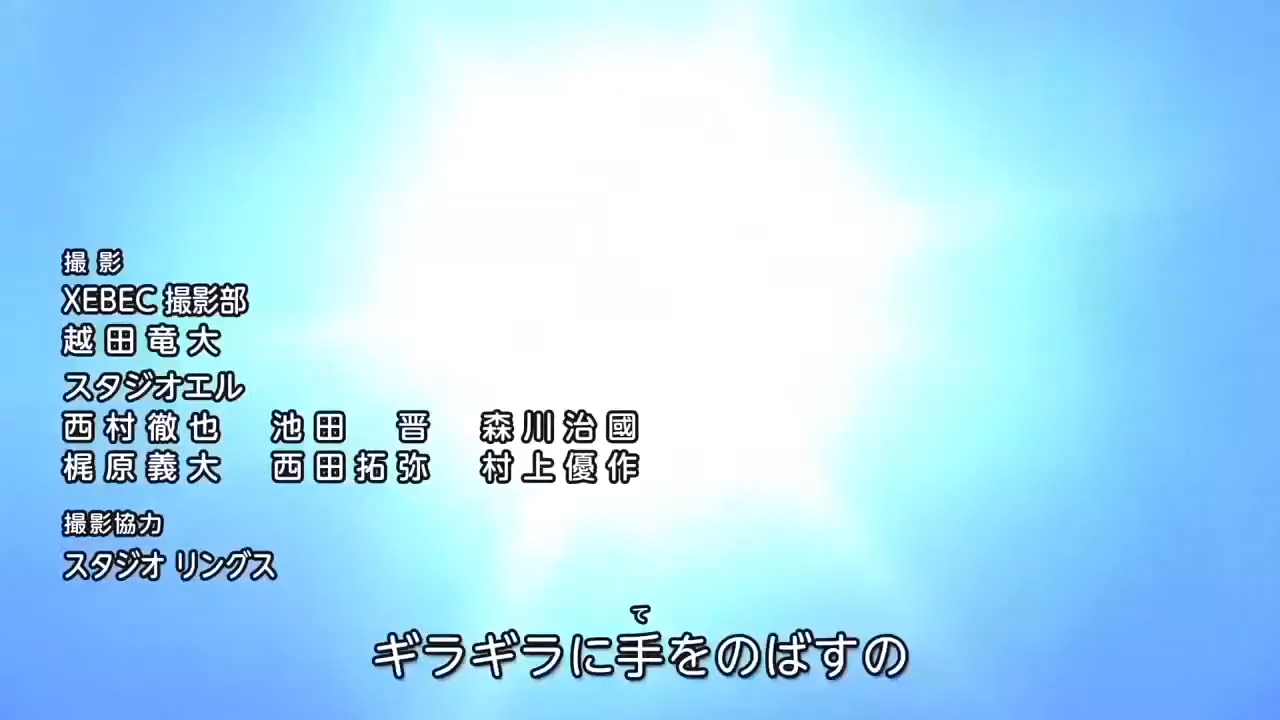 撮影
XEBEC 撮影部
越田竜大
スタジオエル
西村徹也　池田　晋　森川治國
梶原義大　西田拓弥　村上優作
撮影協力
スタジオ リングス
て
ギラギラに手をのばすの